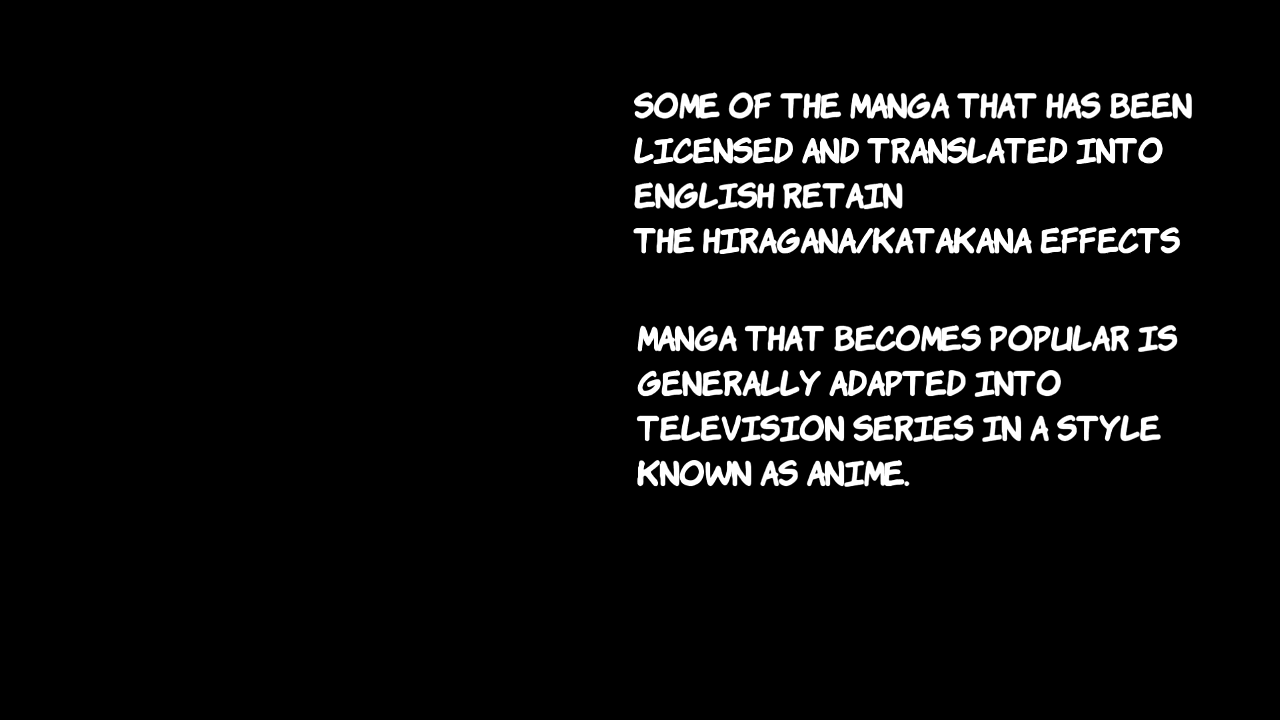 SOME OF THE MANGA THAT HAS BEEN
LICENSED AND TRANSLATED INTO
ENGLISH RETAIN
THE HIRAGANA/KATAKANA EFFECTS
MANGA THAT BECOMES POPULAR IS
GENERALLY ADAPTED INTO
TELEVISION SERIES IN A STYLE
KNOWN AS ANIME.